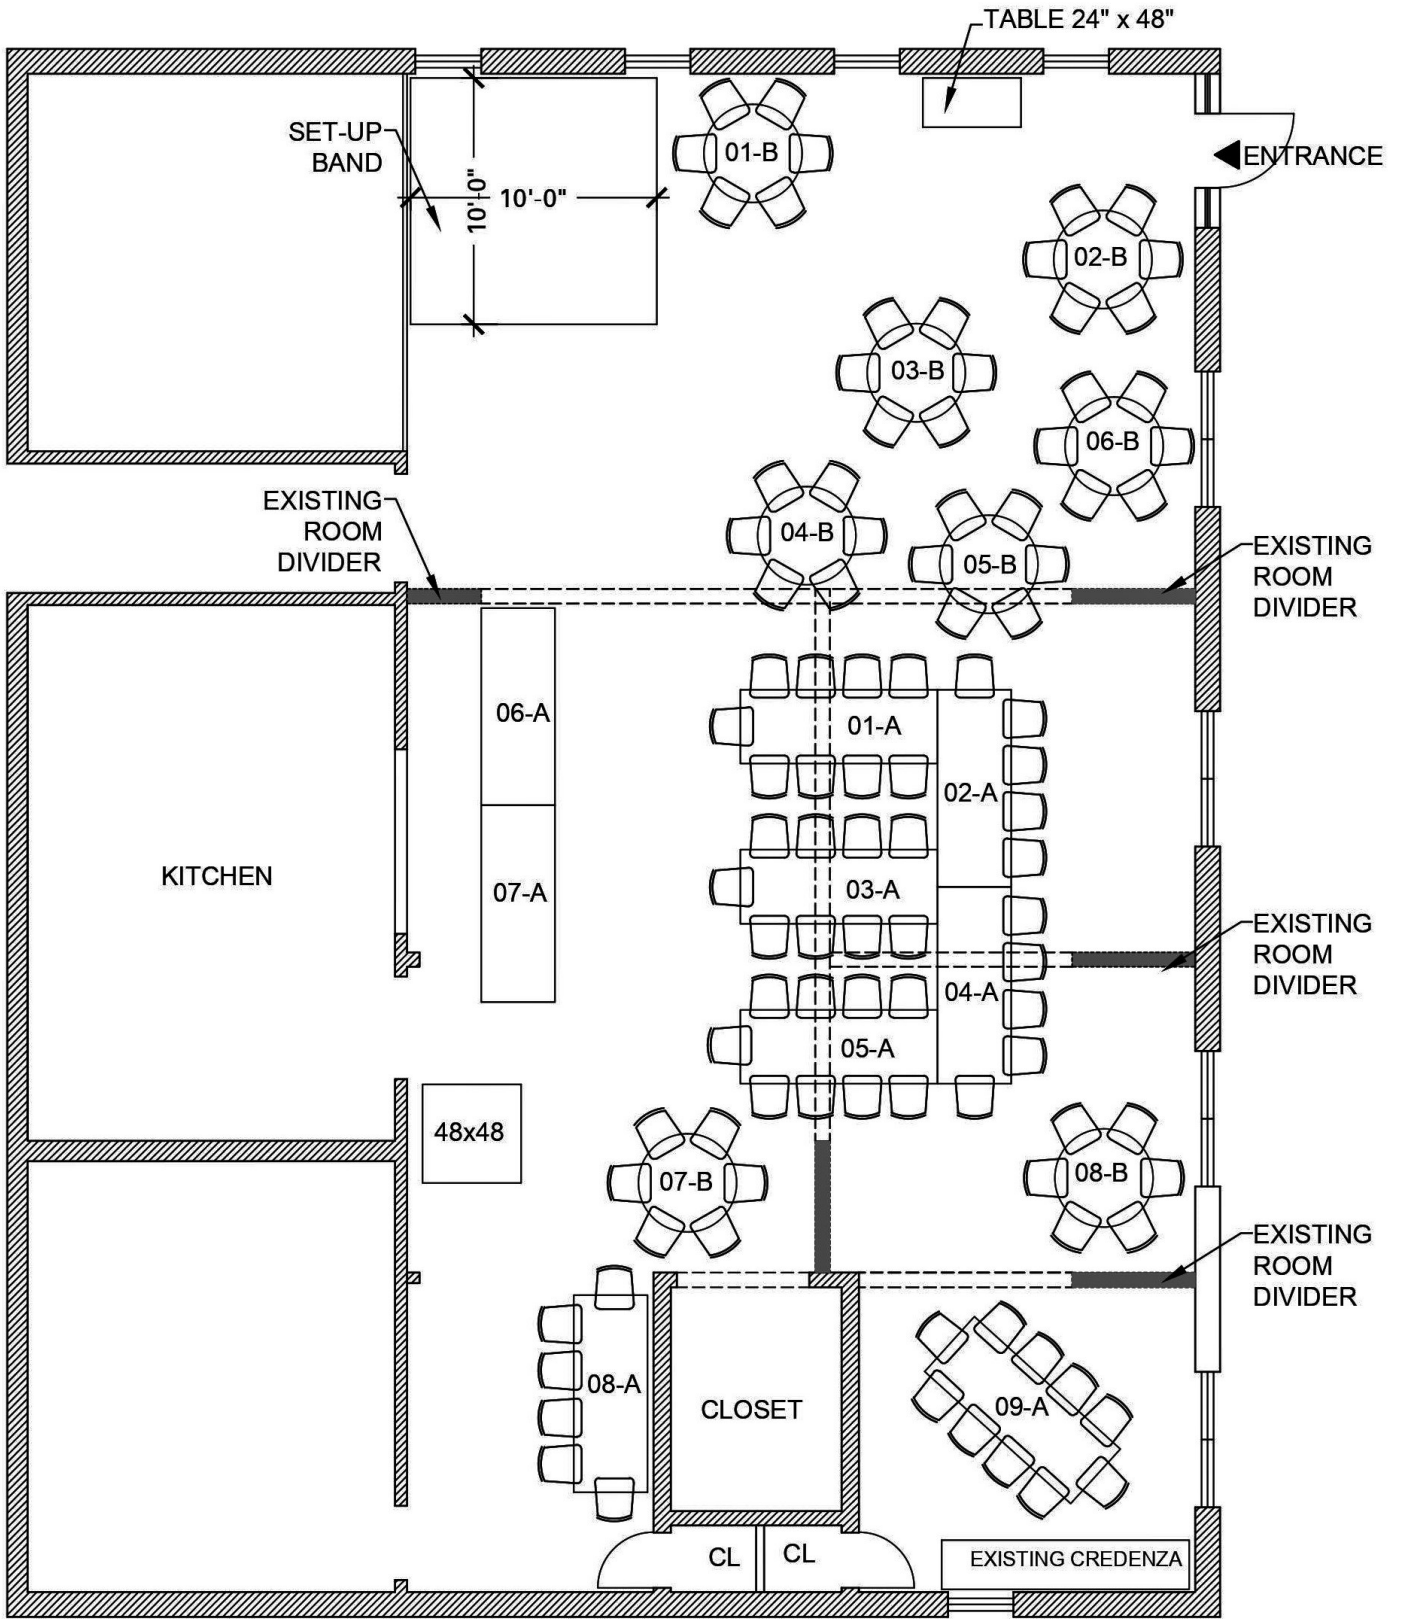 TABLE 24" x 48"
SET-UP
BAND
10'-0"
10'-0"
01-B
ENTRANCE
02-B
03-B
06-B
EXISTING
ROOM
DIVIDER
04-B
05-B
EXISTING
ROOM
DIVIDER
06-A
01-A
02-A
KITCHEN
07-A
03-A
EXISTING
ROOM
DIVIDER
04-A
05-A
48x48
07-B
08-B
EXISTING
ROOM
DIVIDER
08-A
CLOSET
09-A
CL
CL
EXISTING CREDENZA